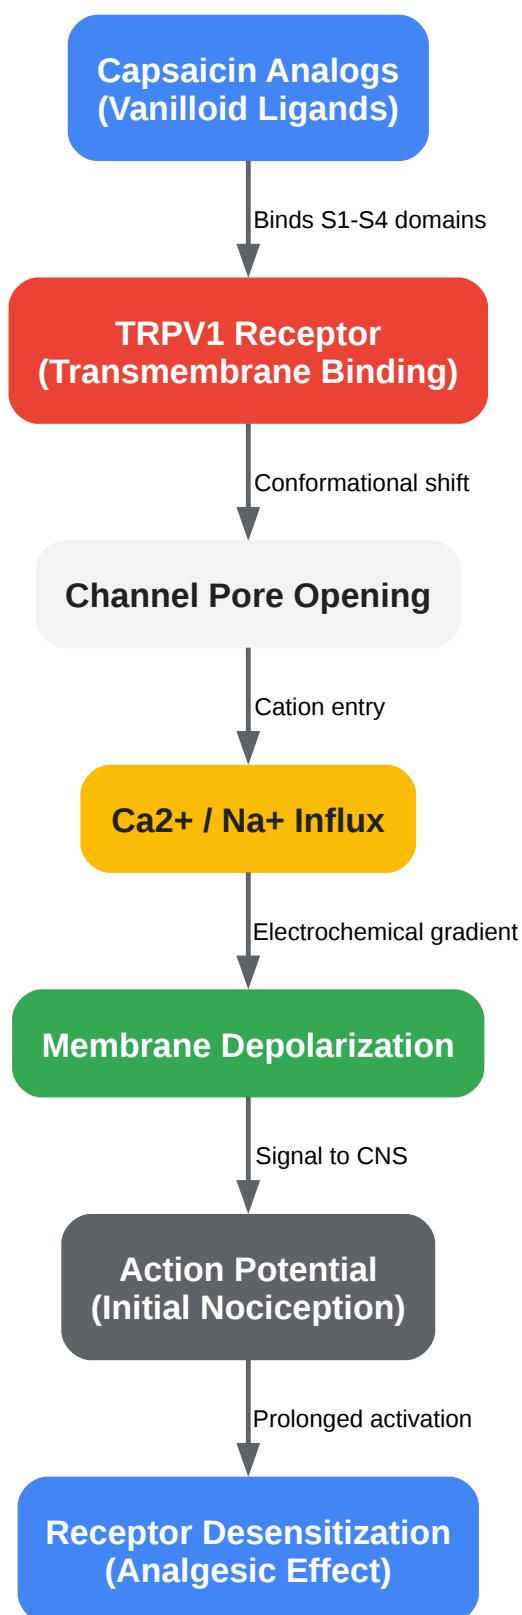 Capsaicin Analogs
(Vanilloid Ligands)
Binds S1-S4 domains
TRPV1 Receptor
(Transmembrane Binding)
Conformational shift
Channel Pore Opening
Cation entry
Ca2+ / Na+ Influx
Electrochemical gradient
Membrane Depolarization
Signal to CNS
Action Potential
(Initial Nociception)
Prolonged activation
Receptor Desensitization
(Analgesic Effect)